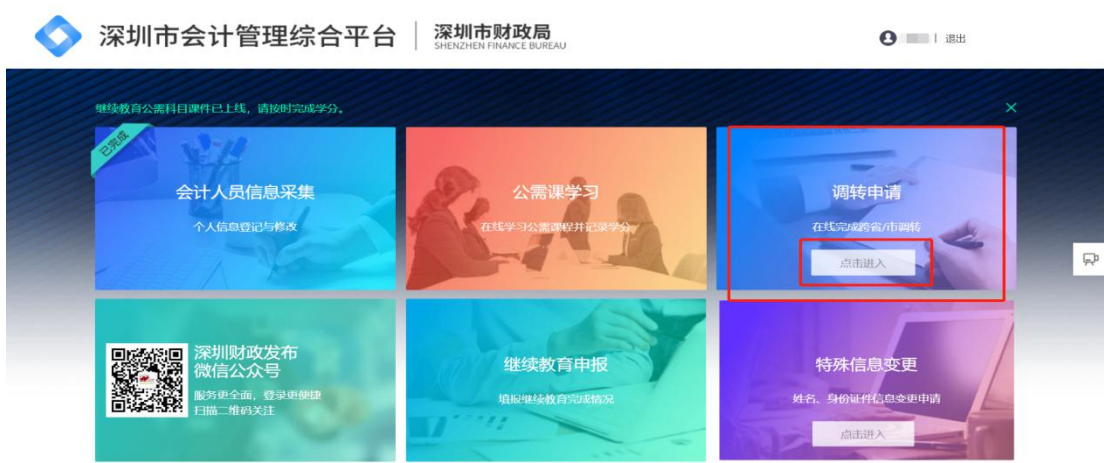 深圳市会计管理综合平台
深圳市财政局
SHENZHEN FINANCE BUREAU
退出
继续教育公需科目课件已上线，请按时完成学分。
已完成
会计人员信息采集
个人信息登记与修改
公需课学习
在线学习公需课程并记录学分
调转申请
在线完成跨省/市调转
点击进入
深圳财政发布
微信公众号
服务更全面，登录更便捷
扫描二维码关注
继续教育申报
填报继续教育完成情况
特殊信息变更
姓名、身份证件信息变更申请
点击进入